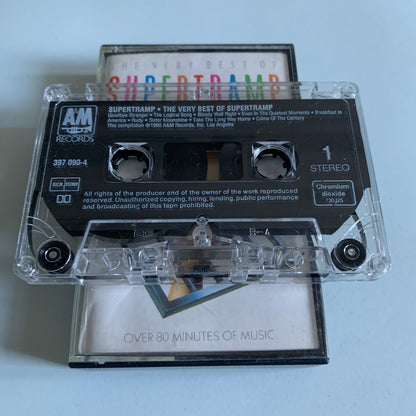 THE VERY BEST OF
SUPERTRAMP
A&M
RECORDS
SUPERTRAMP • THE VERY BEST OF SUPERTRAMP
Goodbye Stranger • The Logical Song • Bloody Well Right • Even In The Quietest Moments • Breakfast In
America • Rudy • Sister Moonshine • Take The Long Way Home • Crime Of The Century
This compilation ℗ 1990 A&M Records, Inc. Los Angeles
397 090-4
1
STEREO
All rights of the producer and of the owner of the work reproduced
reserved. Unauthorized copying, hiring, lending, public performance
and broadcasting of this tape prohibited.
Chromium
dioxide
120 µS
B-4
OVER 80 MINUTES OF MUSIC